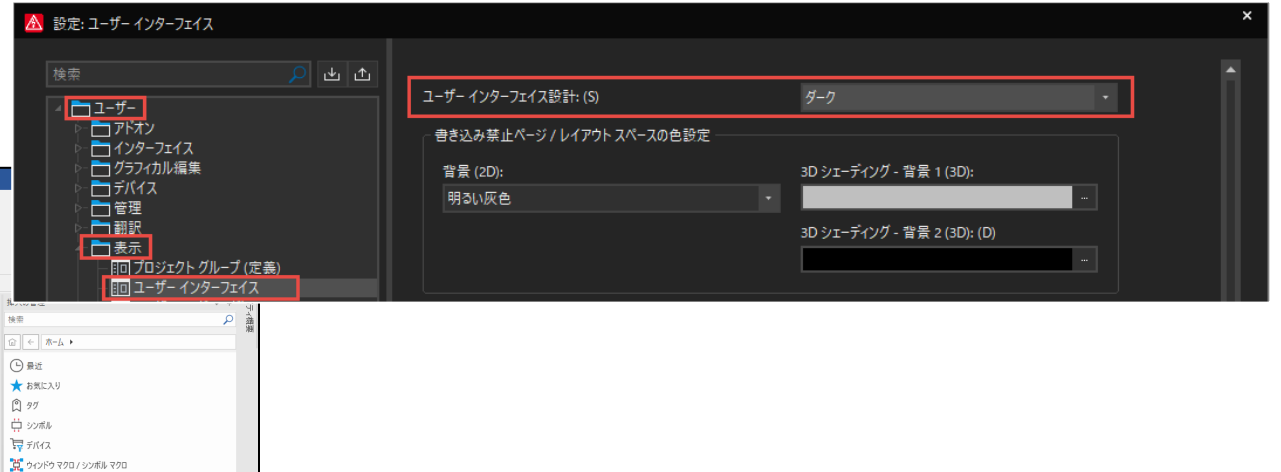 設定: ユーザー インターフェイス
検索
ユーザー
アドオン
インターフェイス
グラフィカル編集
デバイス
管理
翻訳
表示
プロジェクト グループ (定義)
ユーザー インターフェイス
ユーザー インターフェイス設計: (S)
ダーク
書き込み禁止ページ / レイアウト スペースの色設定
背景 (2D):
明るい灰色
3D シェーディング - 背景 1 (3D):
...
3D シェーディング - 背景 2 (3D): (D)
...
検索
ホーム
最近
お気に入り
タグ
シンボル
デバイス
ウィンドウ マクロ / シンボル マクロ